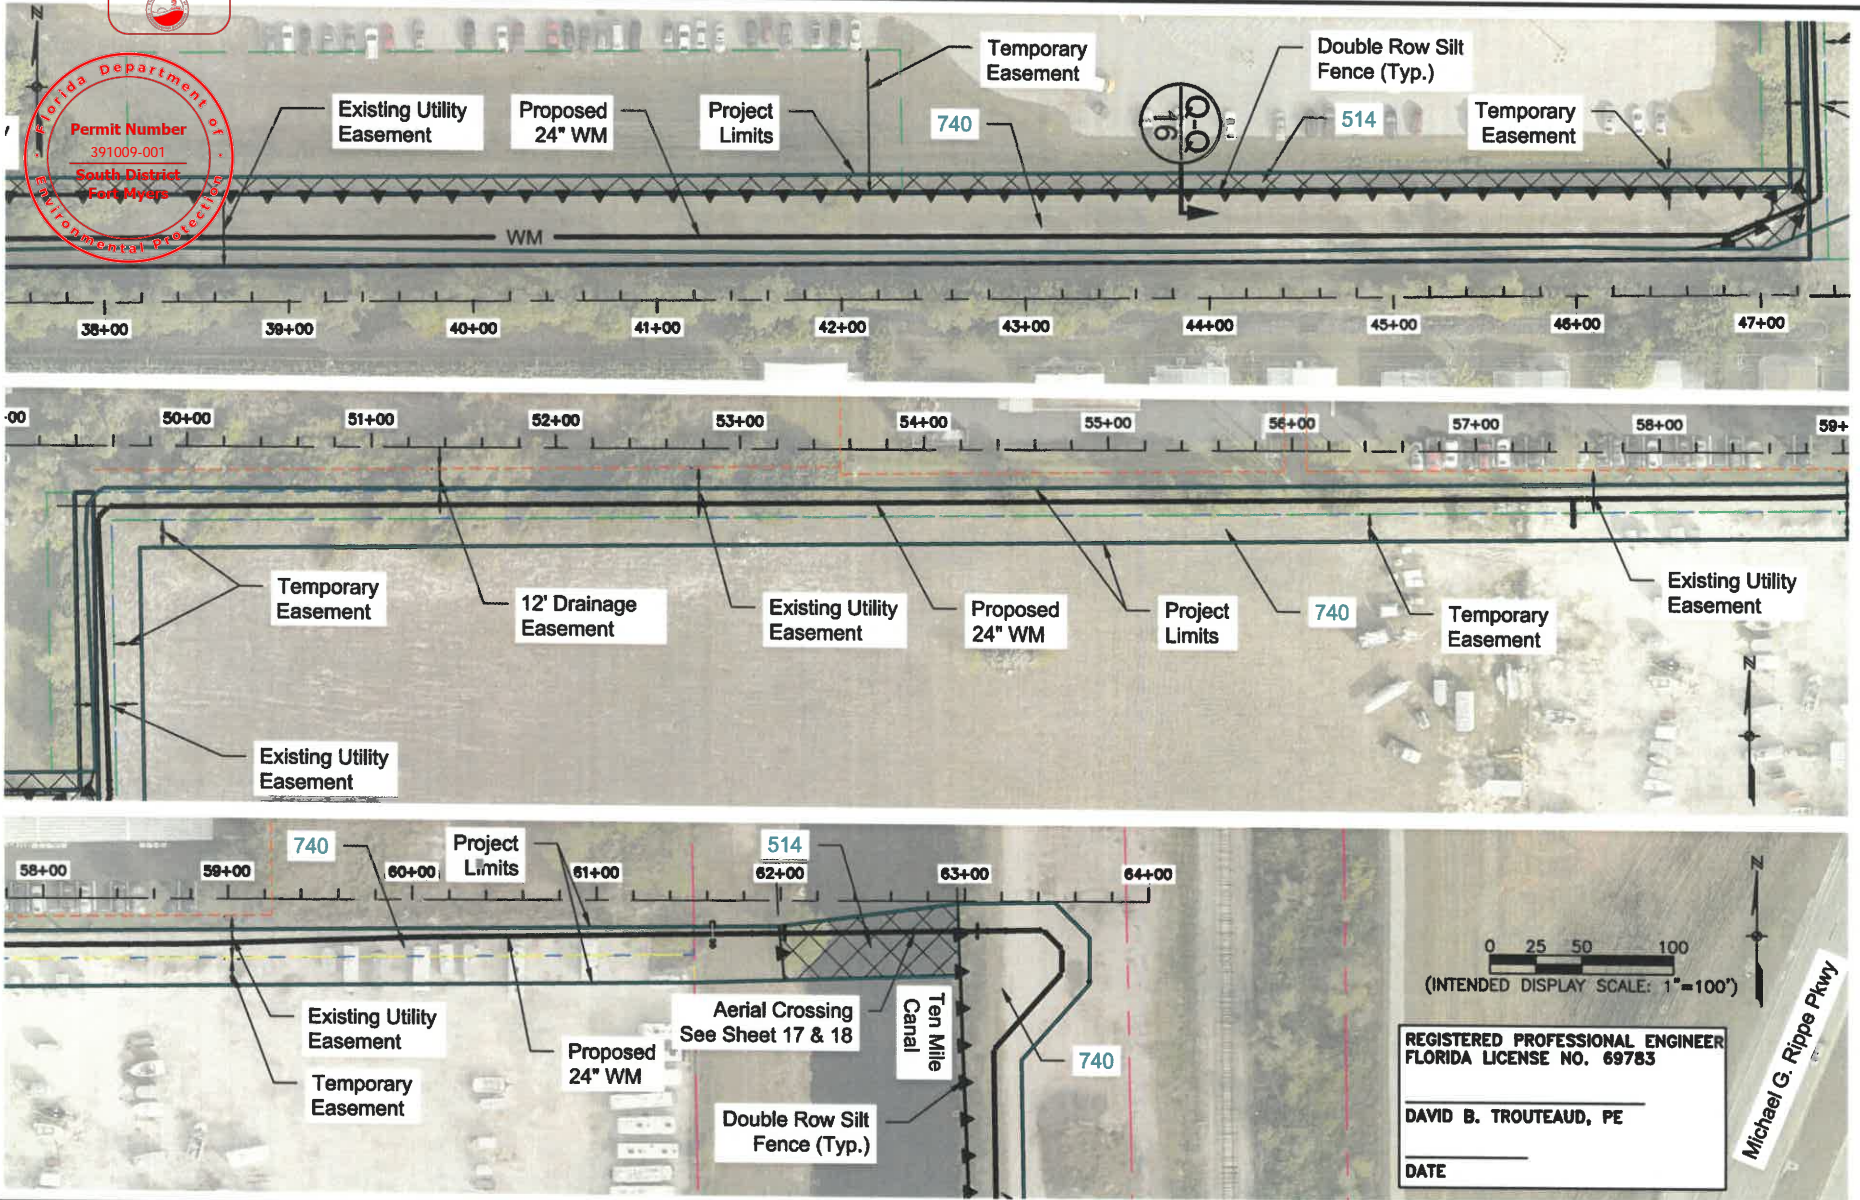 N
Florida Department of
Environmental Protection
Permit Number
391009-001
South District
Fort Myers
Existing Utility
Easement
Proposed
24" WM
Project
Limits
740
Temporary
Easement
Q-Q
16
Double Row Silt
Fence (Typ.)
514
Temporary
Easement
WM
38+00
39+00
40+00
41+00
42+00
43+00
44+00
45+00
46+00
47+00
-00
50+00
51+00
52+00
53+00
54+00
55+00
56+00
57+00
58+00
59+
Temporary
Easement
12' Drainage
Easement
Existing Utility
Easement
Proposed
24" WM
Project
Limits
740
Temporary
Easement
Existing Utility
Easement
N
Existing Utility
Easement
740
Project
Limits
514
58+00
59+00
60+00
61+00
62+00
63+00
64+00
N
Existing Utility
Easement
Temporary
Easement
Proposed
24" WM
Aerial Crossing
See Sheet 17 & 18
Ten Mile
Canal
740
Double Row Silt
Fence (Typ.)
0 25 50 100
(INTENDED DISPLAY SCALE: 1"=100')
REGISTERED PROFESSIONAL ENGINEER
FLORIDA LICENSE NO. 69783
DAVID B. TROUTEAUD, PE
DATE
Michael G. Rippe Pkwy